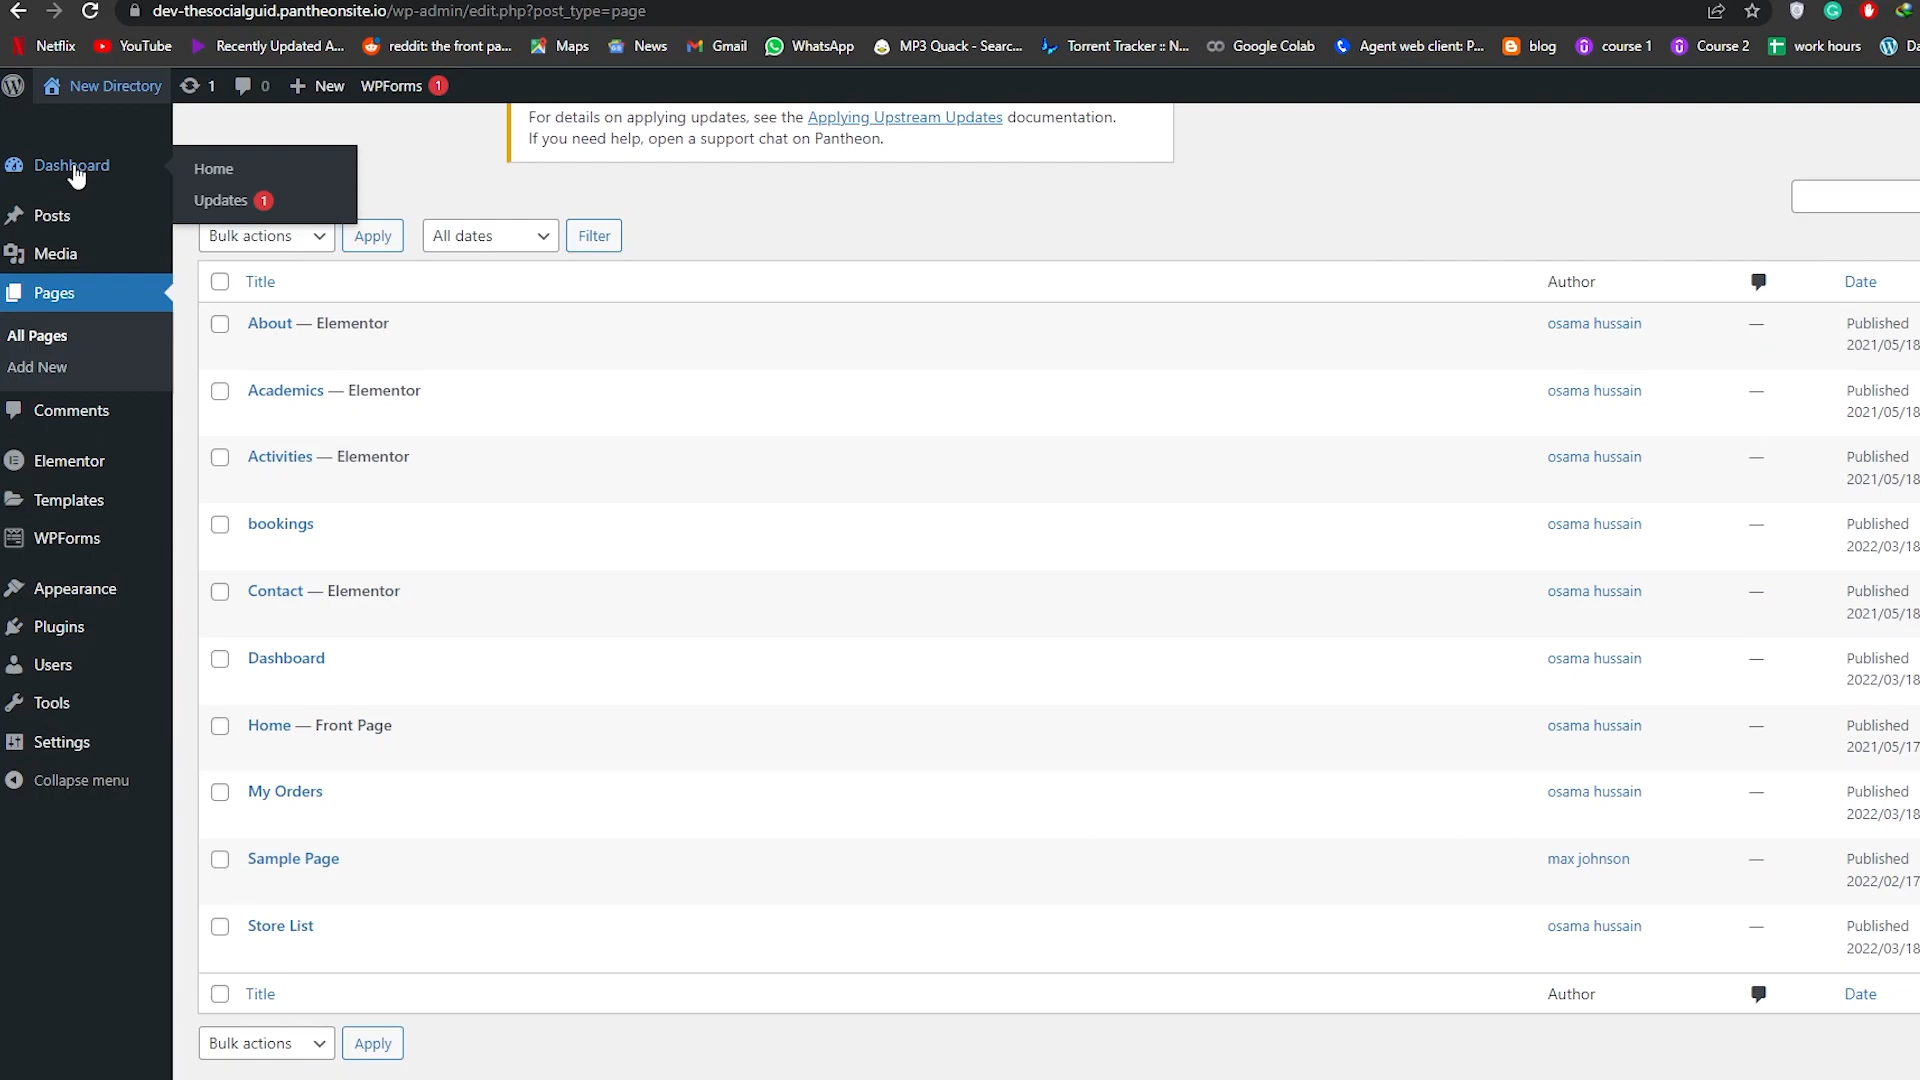 dev-thesocialguid.pantheonsite.io/wp-admin/edit.php?post_type=page
Netflix YouTube Recently Updated A... reddit: the front pa... Maps News Gmail WhatsApp MP3 Quack - Searc... Torrent Tracker :: N... Google Colab Agent web client: P... blog course 1 Course 2 work hours Da
New Directory 1 0 New WPForms 1
For details on applying updates, see the Applying Upstream Updates documentation.
If you need help, open a support chat on Pantheon.
Dashboard
Home
Updates 1
Posts
Media
Pages
All Pages
Add New
Comments
Elementor
Templates
WPForms
Appearance
Plugins
Users
Tools
Settings
Collapse menu
Bulk actions Apply All dates Filter
Title Author Date
About — Elementor osama hussain — Published
2021/05/18
Academics — Elementor osama hussain — Published
2021/05/18
Activities — Elementor osama hussain — Published
2021/05/18
bookings osama hussain — Published
2022/03/18
Contact — Elementor osama hussain — Published
2021/05/18
Dashboard osama hussain — Published
2022/03/18
Home — Front Page osama hussain — Published
2021/05/17
My Orders osama hussain — Published
2022/03/18
Sample Page max johnson — Published
2022/02/17
Store List osama hussain — Published
2022/03/18
Title Author Date
Bulk actions Apply